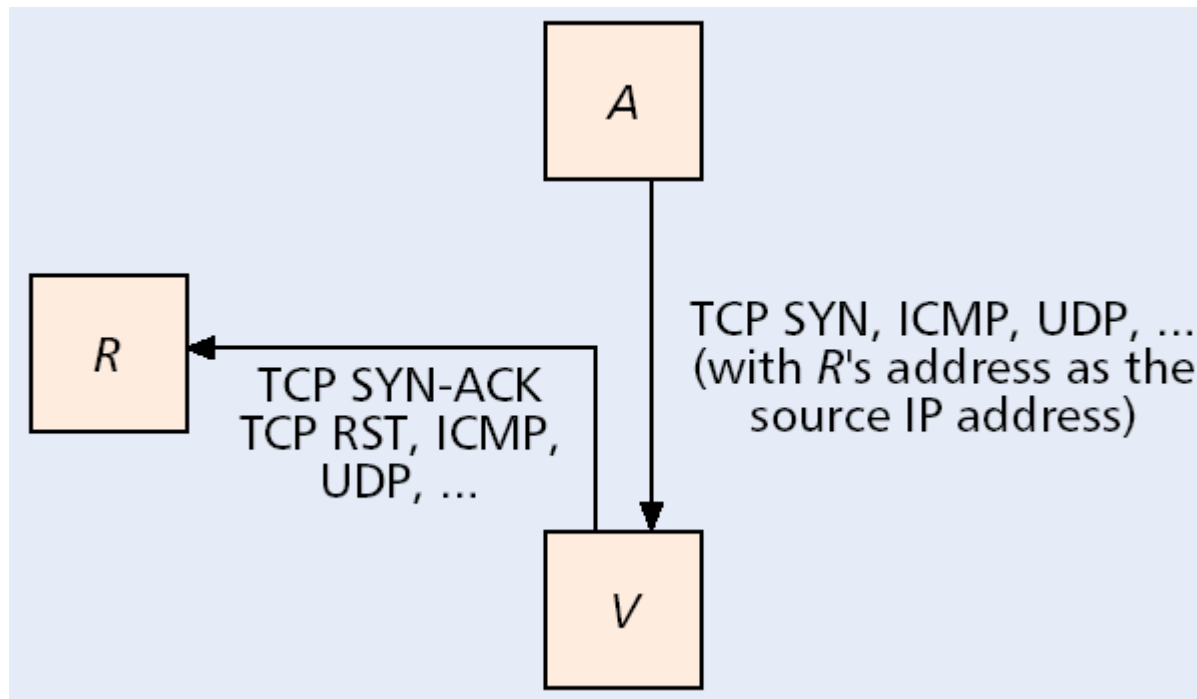 A
R
TCP SYN, ICMP, UDP, ...
(with R's address as the
source IP address)
TCP SYN-ACK
TCP RST, ICMP,
UDP, ...
V